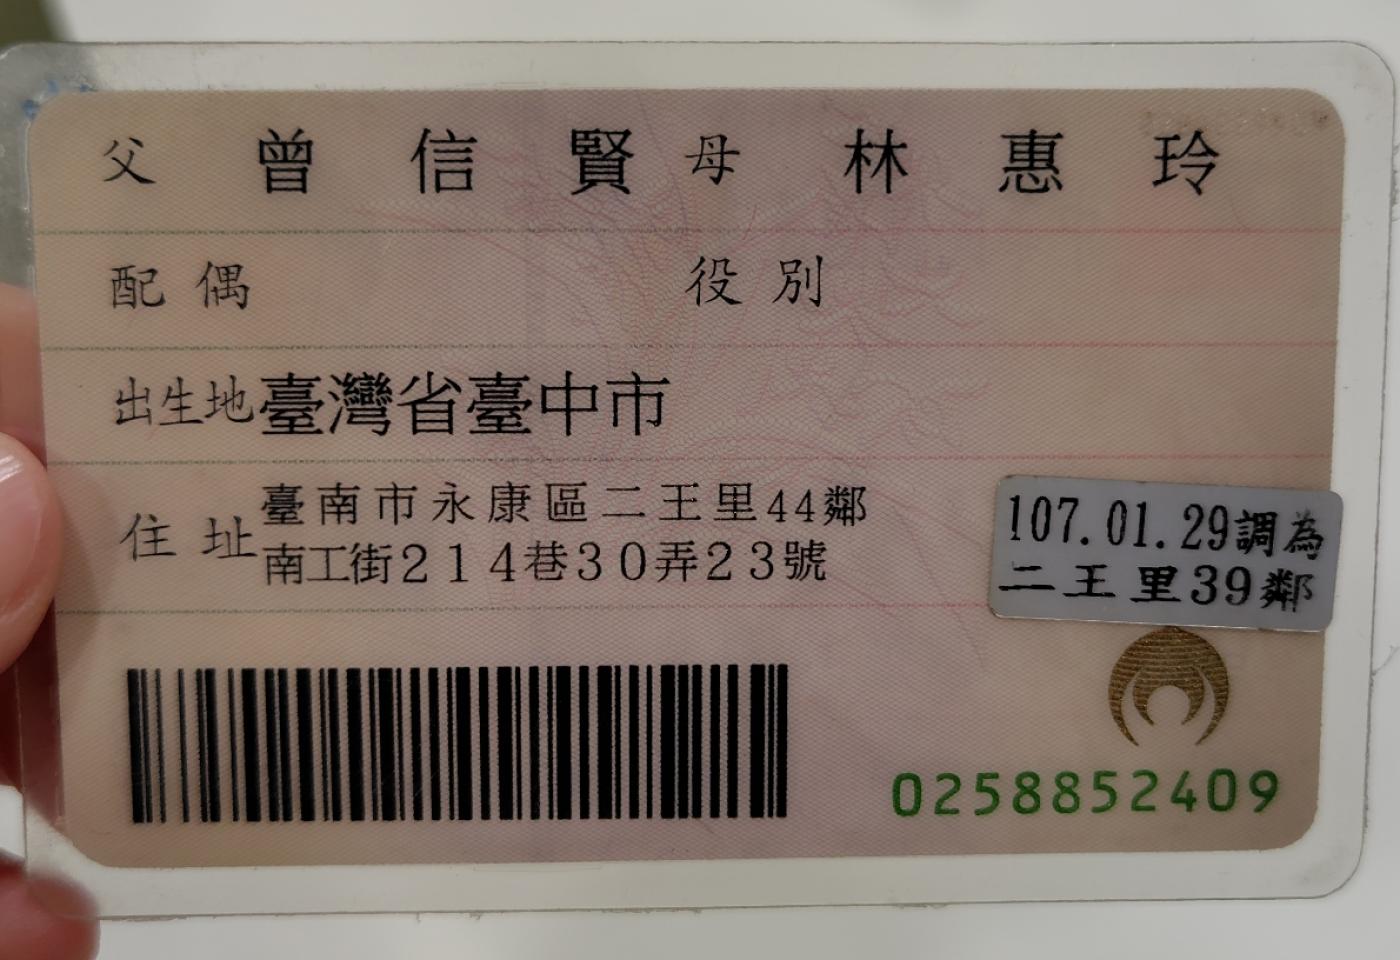 父 曾信賢 母 林惠玲
配偶 役別
出生地 臺灣省臺中市
住址 臺南市永康區二王里44鄰
南工街214巷30弄23號
107.01.29調為
二王里39鄰
0258852409